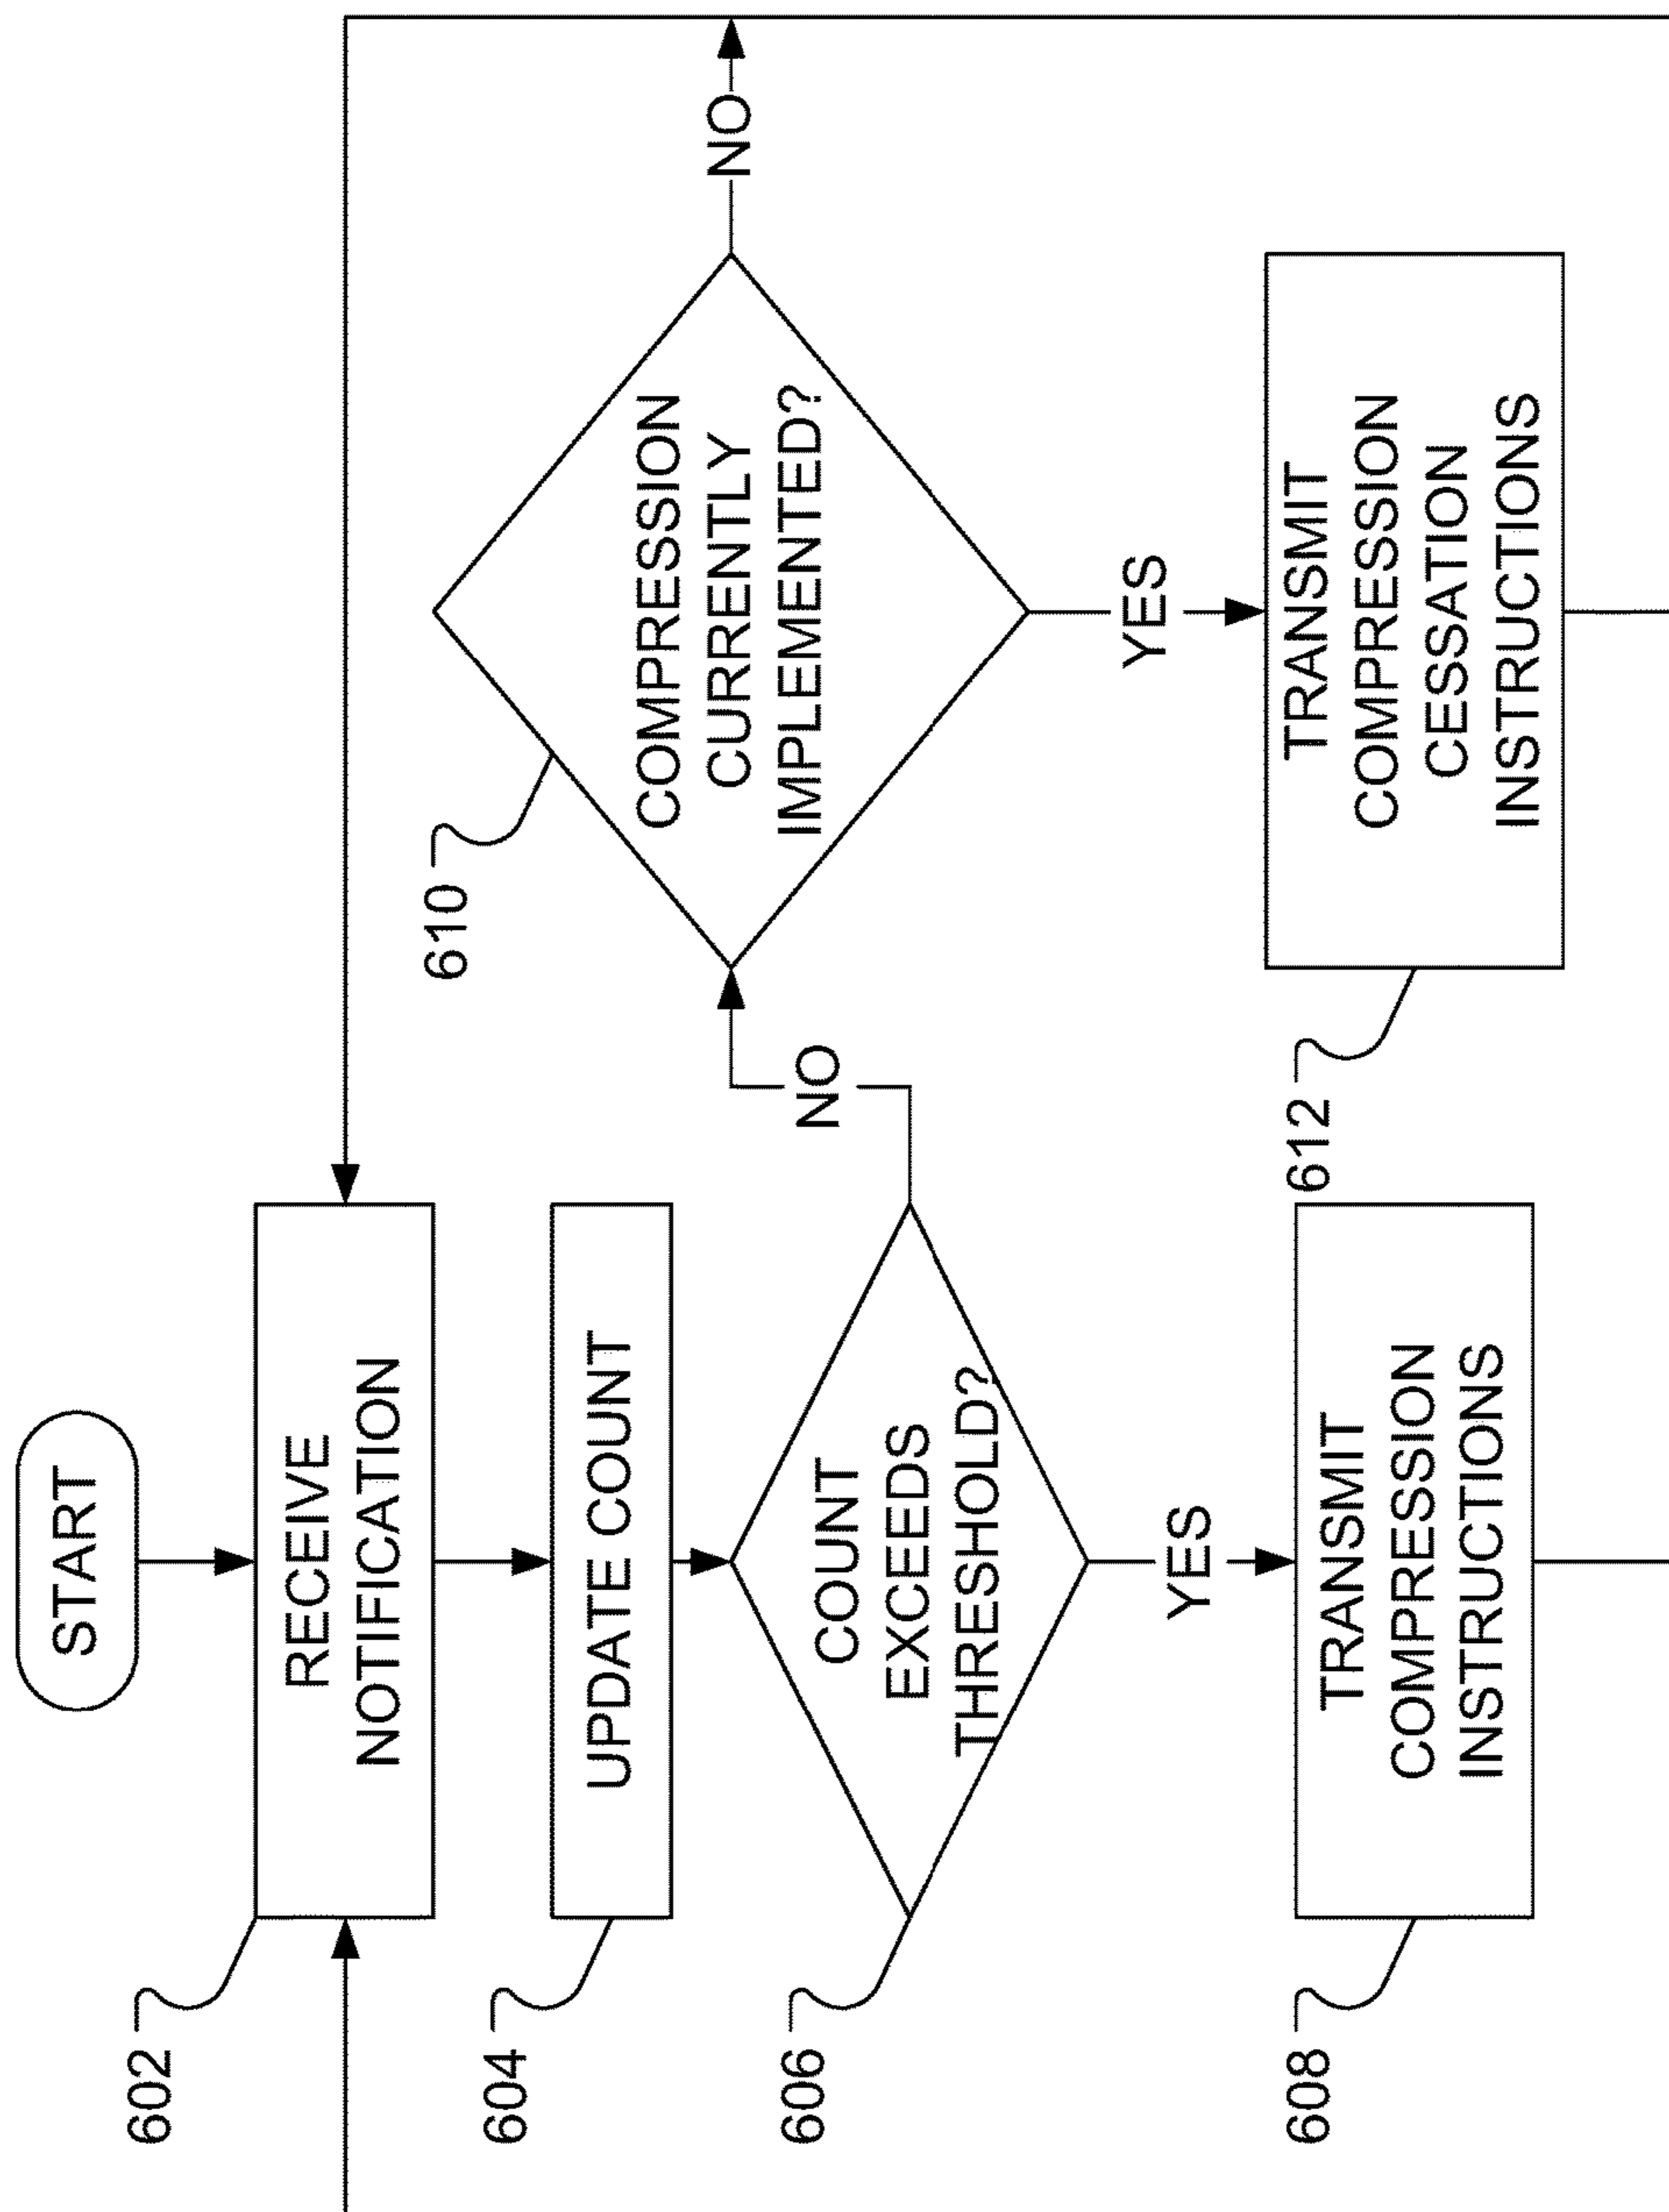 START
602
RECEIVE
NOTIFICATION
604
UPDATE COUNT
606
COUNT
EXCEEDS
THRESHOLD?
NO
YES
608
TRANSMIT
COMPRESSION
INSTRUCTIONS
610
COMPRESSION
CURRENTLY
IMPLEMENTED?
NO
YES
612
TRANSMIT
COMPRESSION
CESSATION
INSTRUCTIONS